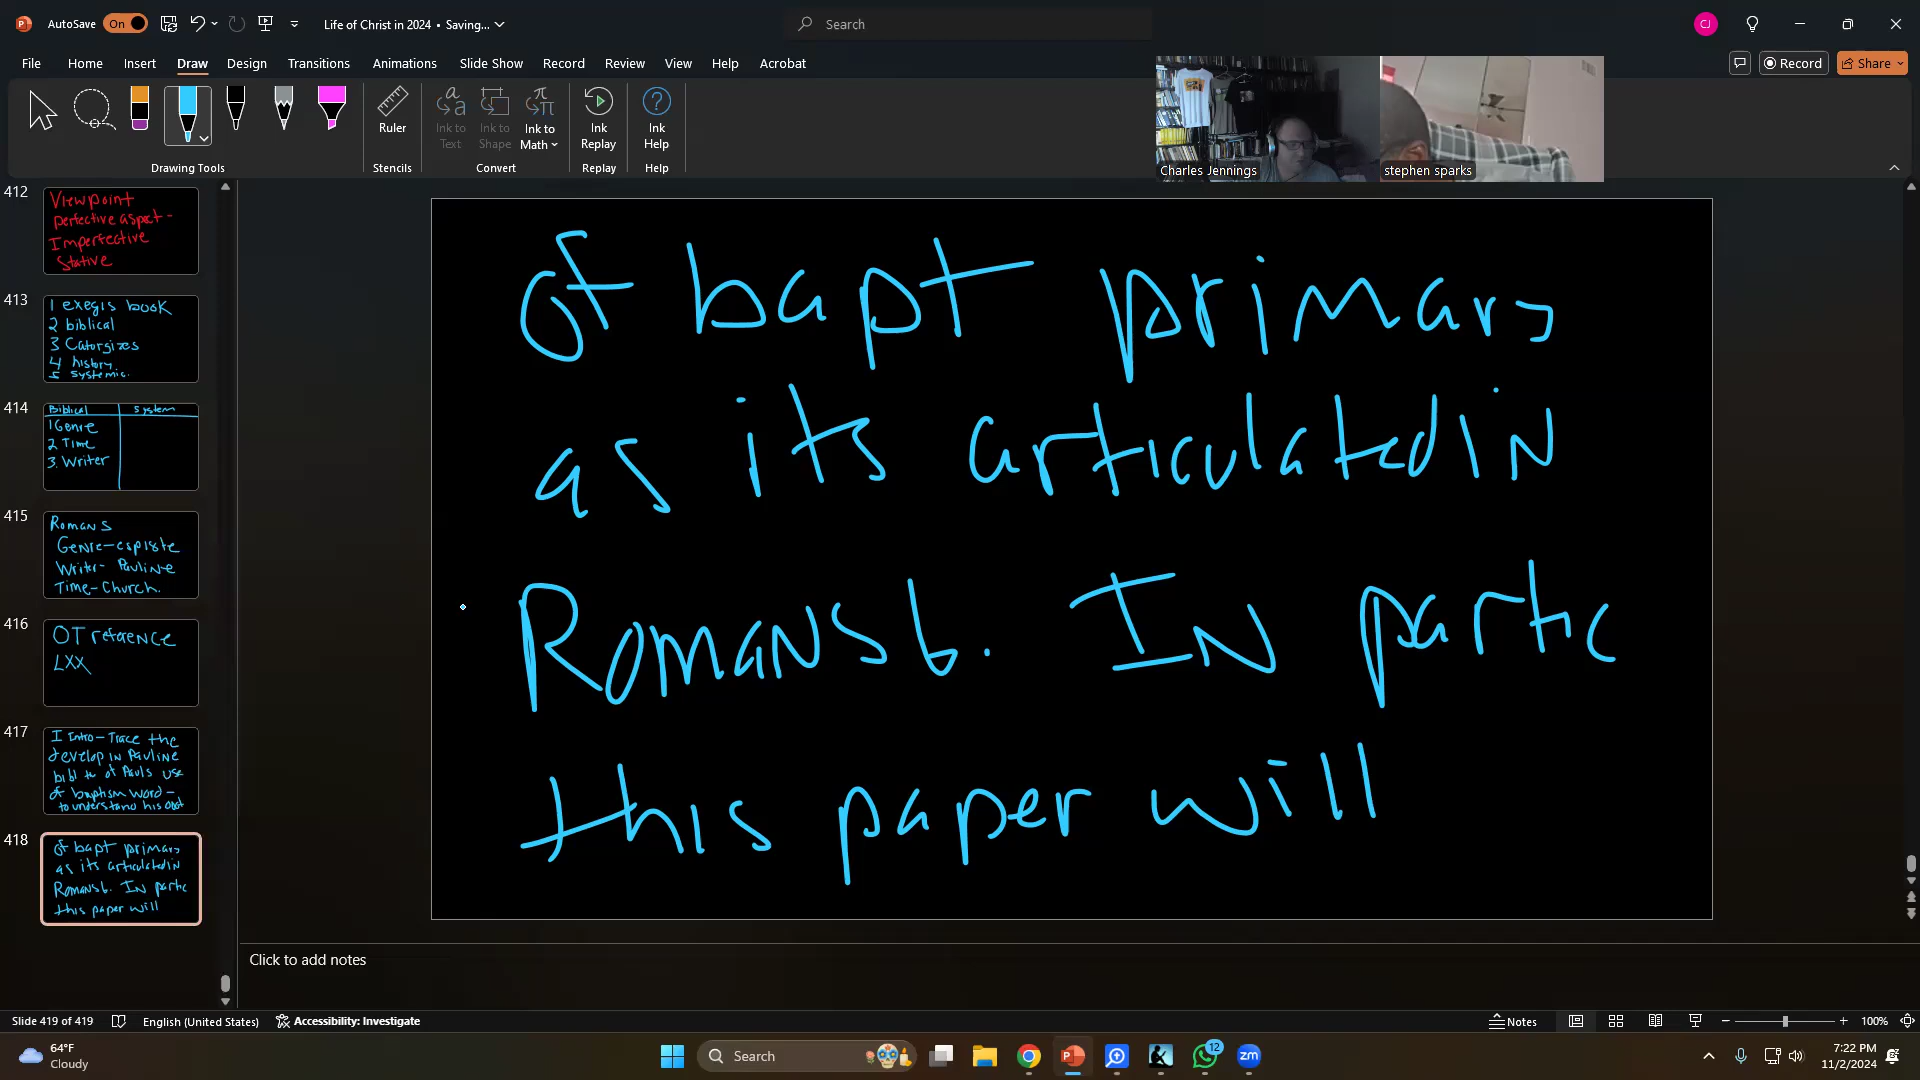 AutoSave On Life of Christ in 2024 • Saving... Search CJ
File Home Insert Draw Design Transitions Animations Slide Show Record Review View Help Acrobat Record Share
Ruler Ink to Text Ink to Shape Ink to Math Ink Replay Ink Help
Drawing Tools Stencils Convert Replay Help
Charles Jennings stephen sparks
412
Viewpoint
perfective aspect -
Imperfective
Stative
413
1 exegis book
2 biblical
3 Catorgizes
4 history
5 systemic.
414
Biblical System
1 Genre
2 Time
3. Writer
415
Romans
Genre-espiste
Writer- Pauline
Time-Church.
416
OT reference
LXX
417
I Intro-Trace the
develop in Pauline
bibl th of Pauls use
of baptism word -
to understand his
418
of bapt primary
as its articulated in
Romans 6. IN partic
this paper will
of bapt primary
as its articulated in
Romans 6. IN partic
this paper will
Click to add notes
Slide 419 of 419 English (United States) Accessibility: Investigate Notes 100%
64°F
Cloudy
Search
12
zm
7:22 PM
11/2/2024